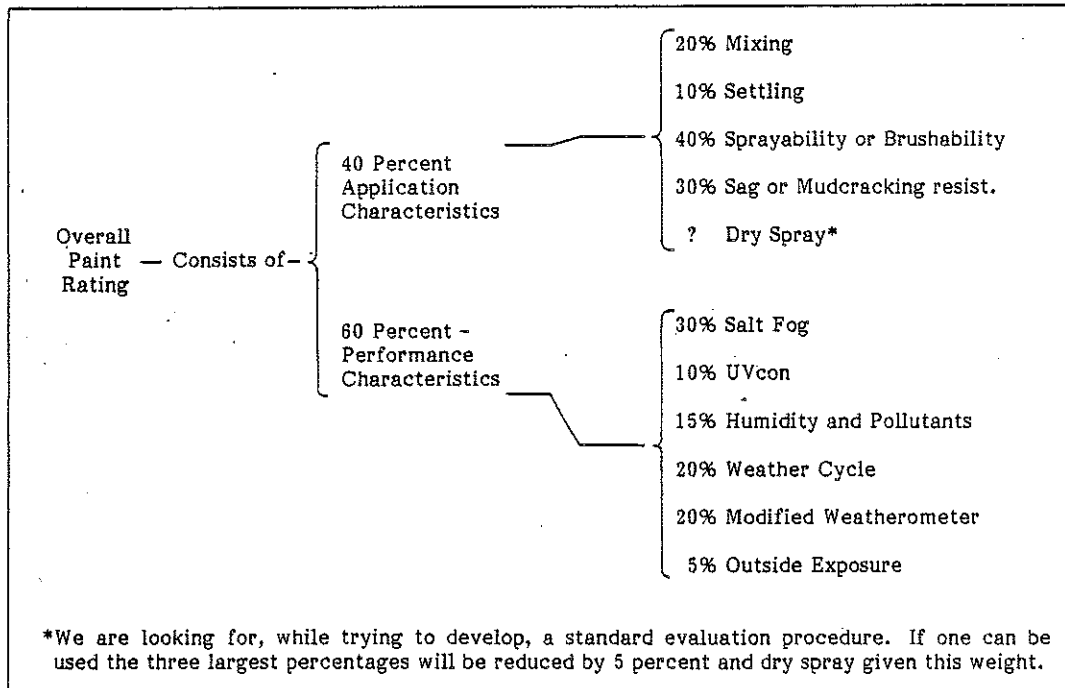 Overall
Paint
Rating
— Consists of –
40 Percent
Application
Characteristics
20% Mixing
10% Settling
40% Sprayability or Brushability
30% Sag or Mudcracking resist.
? Dry Spray*
60 Percent -
Performance
Characteristics
30% Salt Fog
10% UVcon
15% Humidity and Pollutants
20% Weather Cycle
20% Modified Weatherometer
5% Outside Exposure
*We are looking for, while trying to develop, a standard evaluation procedure. If one can be
used the three largest percentages will be reduced by 5 percent and dry spray given this weight.